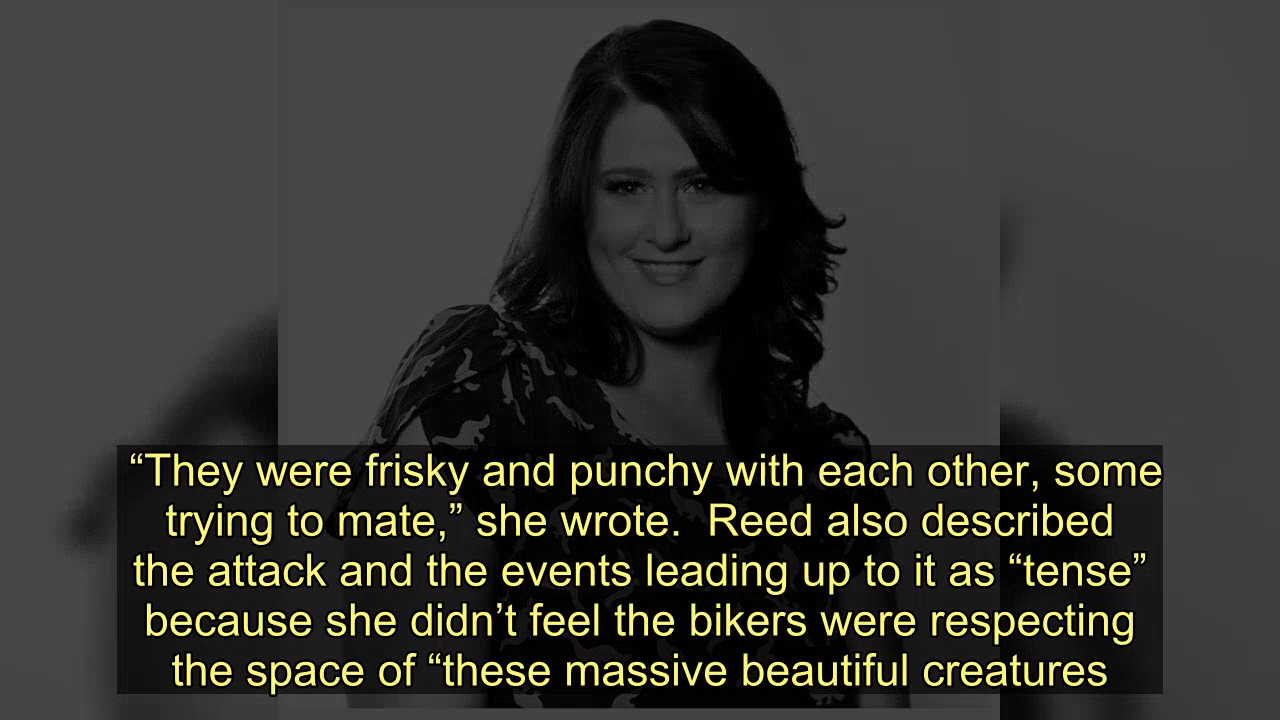 “They were frisky and punchy with each other, some
trying to mate,” she wrote.  Reed also described
the attack and the events leading up to it as “tense”
because she didn’t feel the bikers were respecting
the space of “these massive beautiful creatures